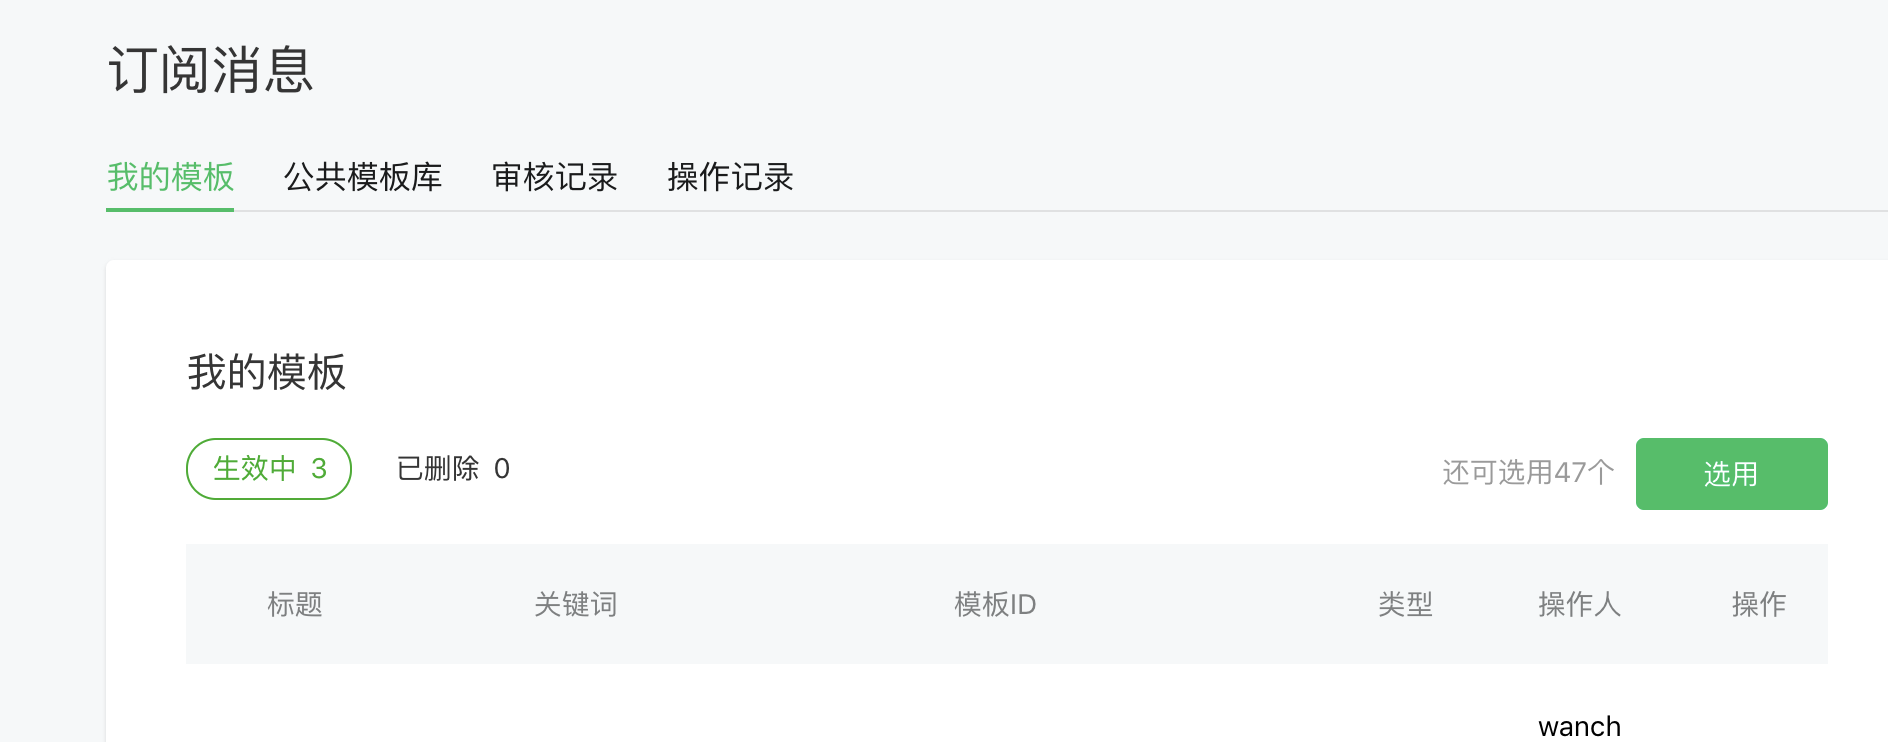 订阅消息
我的模板 公共模板库 审核记录 操作记录
我的模板
生效中 3 已删除 0 还可选用47个 选用
标题 关键词 模板ID 类型 操作人 操作
wanch